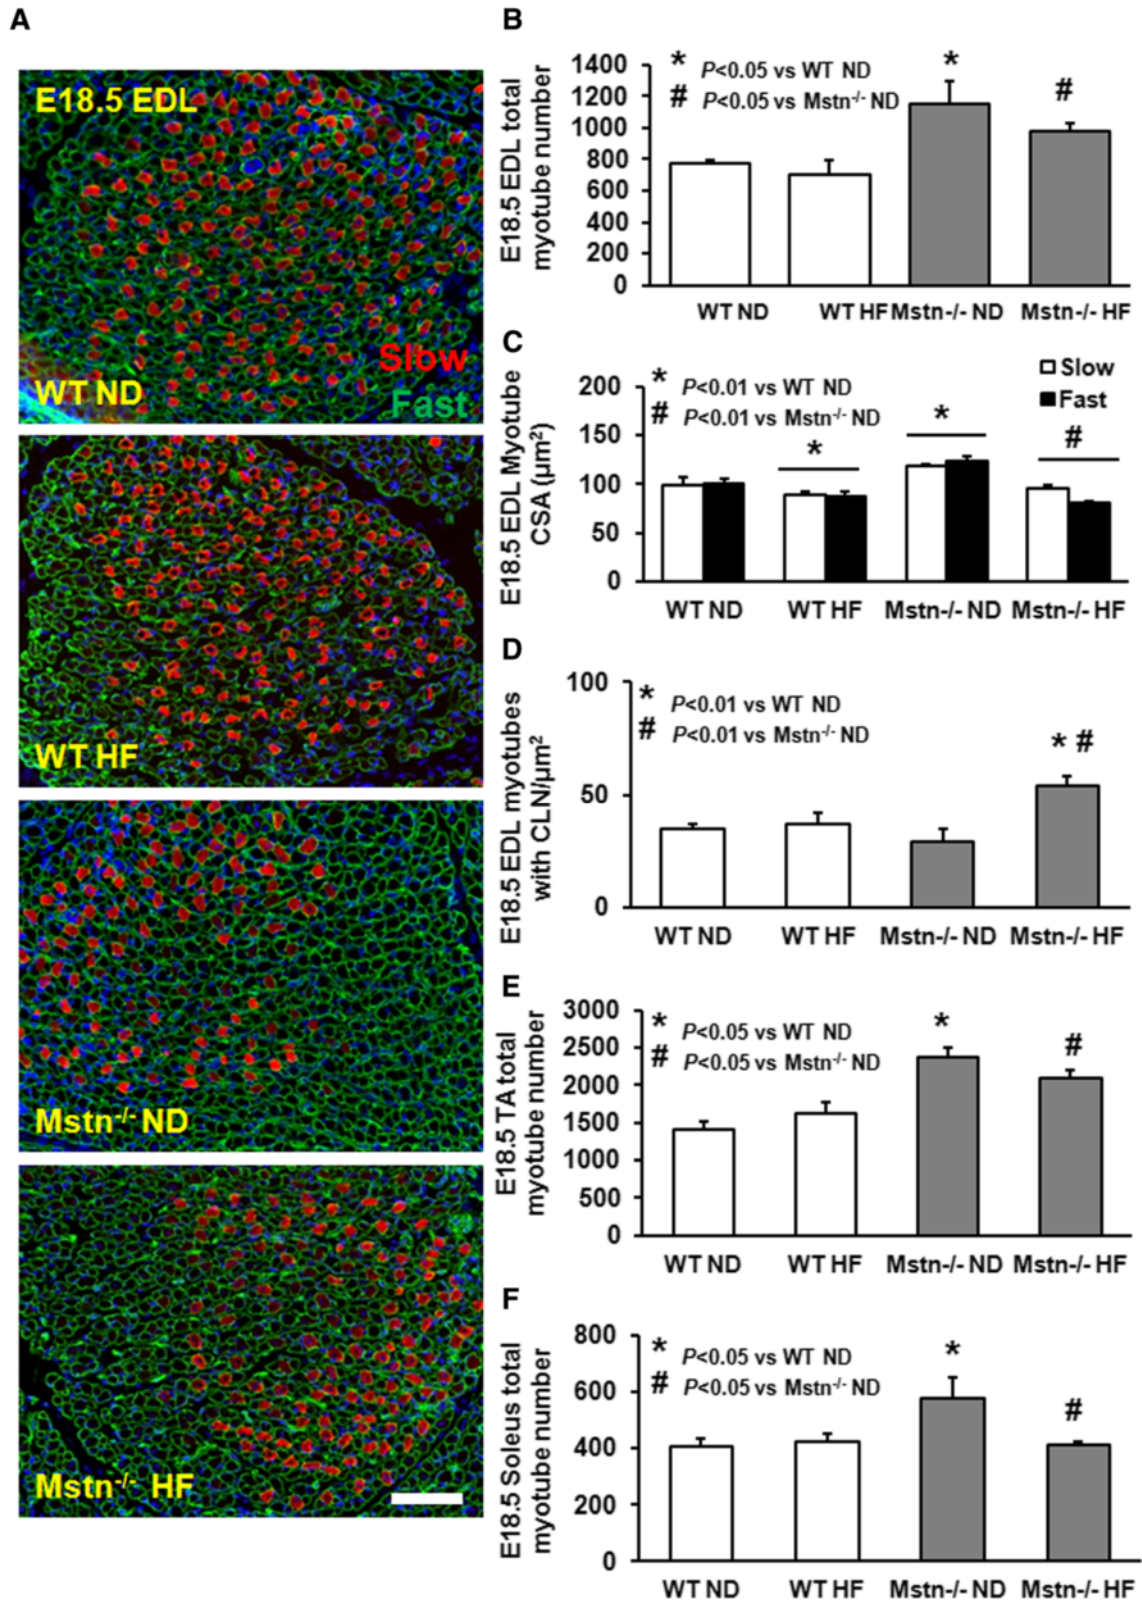 A
E18.5 EDL
Slow
Fast
WT ND
WT HF
Mstn-/- ND
Mstn-/- HF
B
E18.5 EDL total
myotube number
1400
1200
1000
800
600
400
200
0
* P<0.05 vs WT ND
# P<0.05 vs Mstn-/- ND
*
#
WT ND WT HF Mstn-/- ND Mstn-/- HF
C
E18.5 EDL Myotube
CSA (µm²)
200
150
100
50
0
* P<0.01 vs WT ND
# P<0.01 vs Mstn-/- ND
Slow
Fast
*
*
#
WT ND WT HF Mstn-/- ND Mstn-/- HF
D
E18.5 EDL myotubes
with CLN/µm²
100
50
0
* P<0.01 vs WT ND
# P<0.01 vs Mstn-/- ND
* #
WT ND WT HF Mstn-/- ND Mstn-/- HF
E
E18.5 TA total
myotube number
3000
2500
2000
1500
1000
500
0
* P<0.05 vs WT ND
# P<0.05 vs Mstn-/- ND
*
#
WT ND WT HF Mstn-/- ND Mstn-/- HF
F
E18.5 Soleus total
myotube number
800
600
400
200
0
* P<0.05 vs WT ND
# P<0.05 vs Mstn-/- ND
*
#
WT ND WT HF Mstn-/- ND Mstn-/- HF